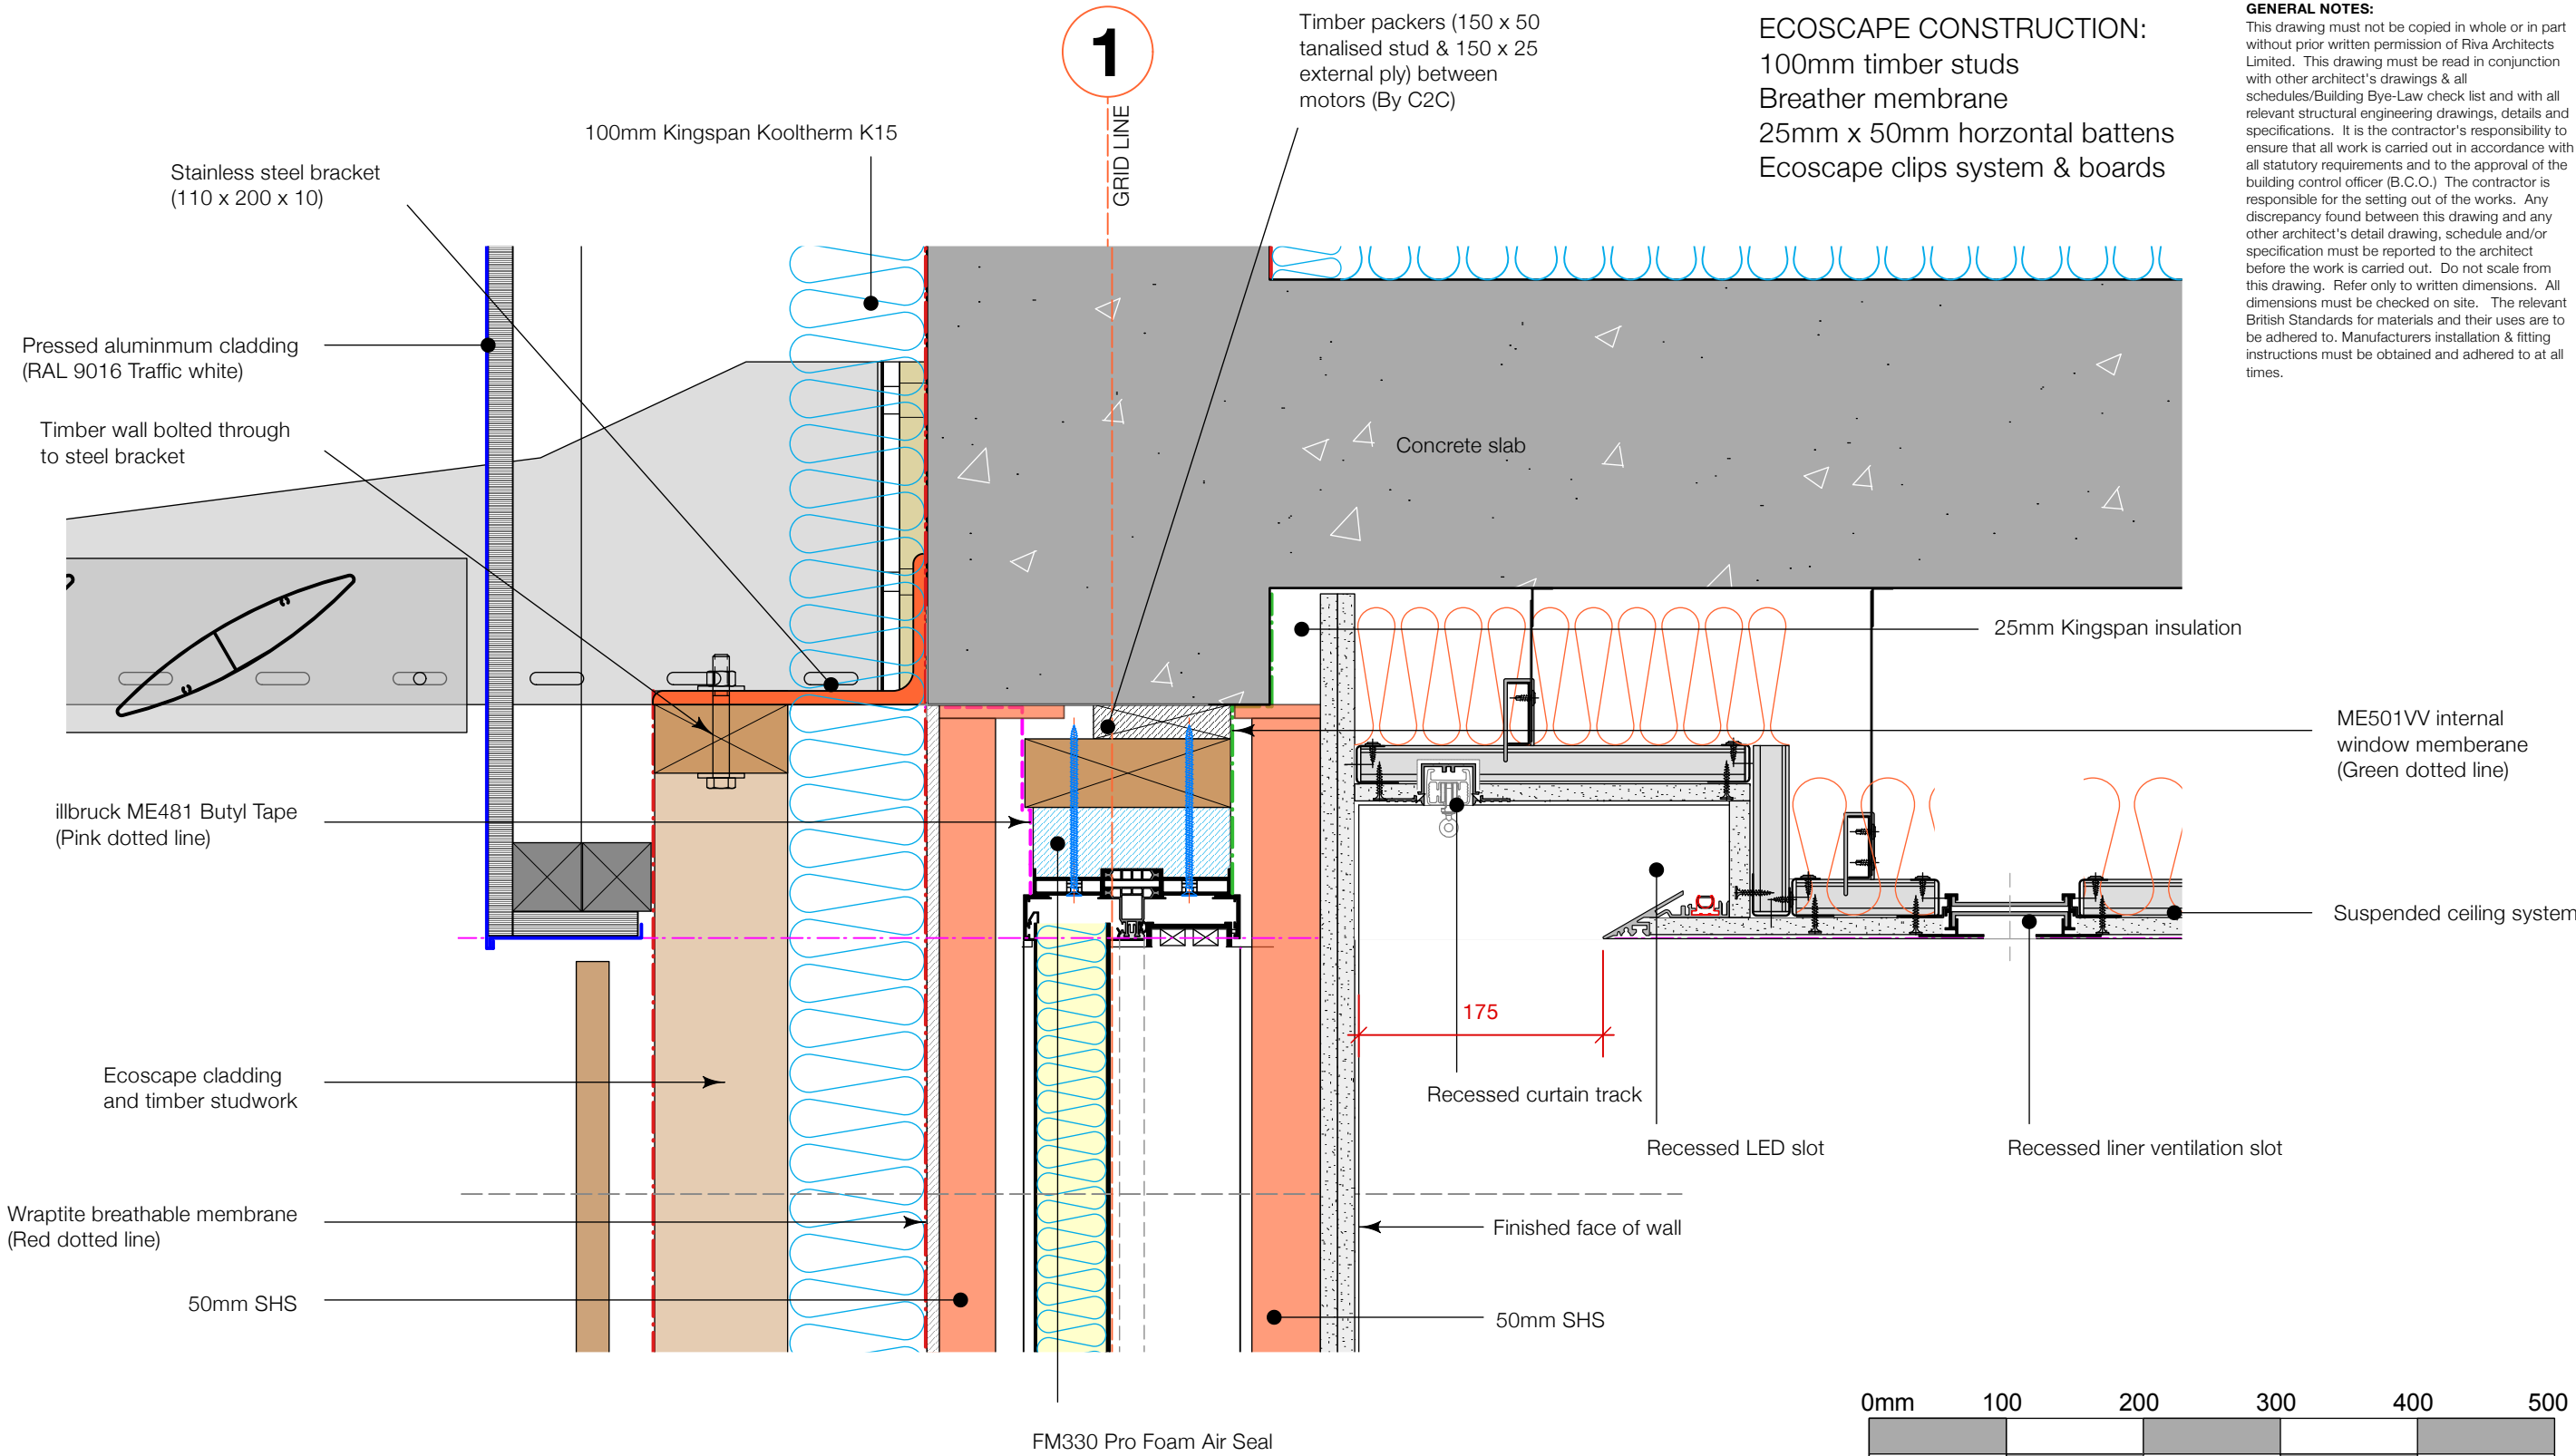 1
GRID LINE
Timber packers (150 x 50
tanalised stud & 150 x 25
external ply) between
motors (By C2C)
ECOSCAPE CONSTRUCTION:
100mm timber studs
Breather membrane
25mm x 50mm horzontal battens
Ecoscape clips system & boards
GENERAL NOTES:
This drawing must not be copied in whole or in part
without prior written permission of Riva Architects
Limited. This drawing must be read in conjunction
with other architect's drawings & all
schedules/Building Bye-Law check list and with all
relevant structural engineering drawings, details and
specifications. It is the contractor's responsibility to
ensure that all work is carried out in accordance with
all statutory requirements and to the approval of the
building control officer (B.C.O.) The contractor is
responsible for the setting out of the works. Any
discrepancy found between this drawing and any
other architect's detail drawing, schedule and/or
specification must be reported to the architect
before the work is carried out. Do not scale from
this drawing. Refer only to written dimensions. All
dimensions must be checked on site. The relevant
British Standards for materials and their uses are to
be adhered to. Manufacturers installation & fitting
instructions must be obtained and adhered to at all
times.
100mm Kingspan Kooltherm K15
Stainless steel bracket
(110 x 200 x 10)
Pressed aluminmum cladding
(RAL 9016 Traffic white)
Timber wall bolted through
to steel bracket
Concrete slab
25mm Kingspan insulation
ME501VV internal
window memberane
(Green dotted line)
illbruck ME481 Butyl Tape
(Pink dotted line)
Suspended ceiling system
175
Ecoscape cladding
and timber studwork
Recessed curtain track
Recessed LED slot
Recessed liner ventilation slot
Wraptite breathable membrane
(Red dotted line)
Finished face of wall
50mm SHS
50mm SHS
FM330 Pro Foam Air Seal
0mm 100 200 300 400 500